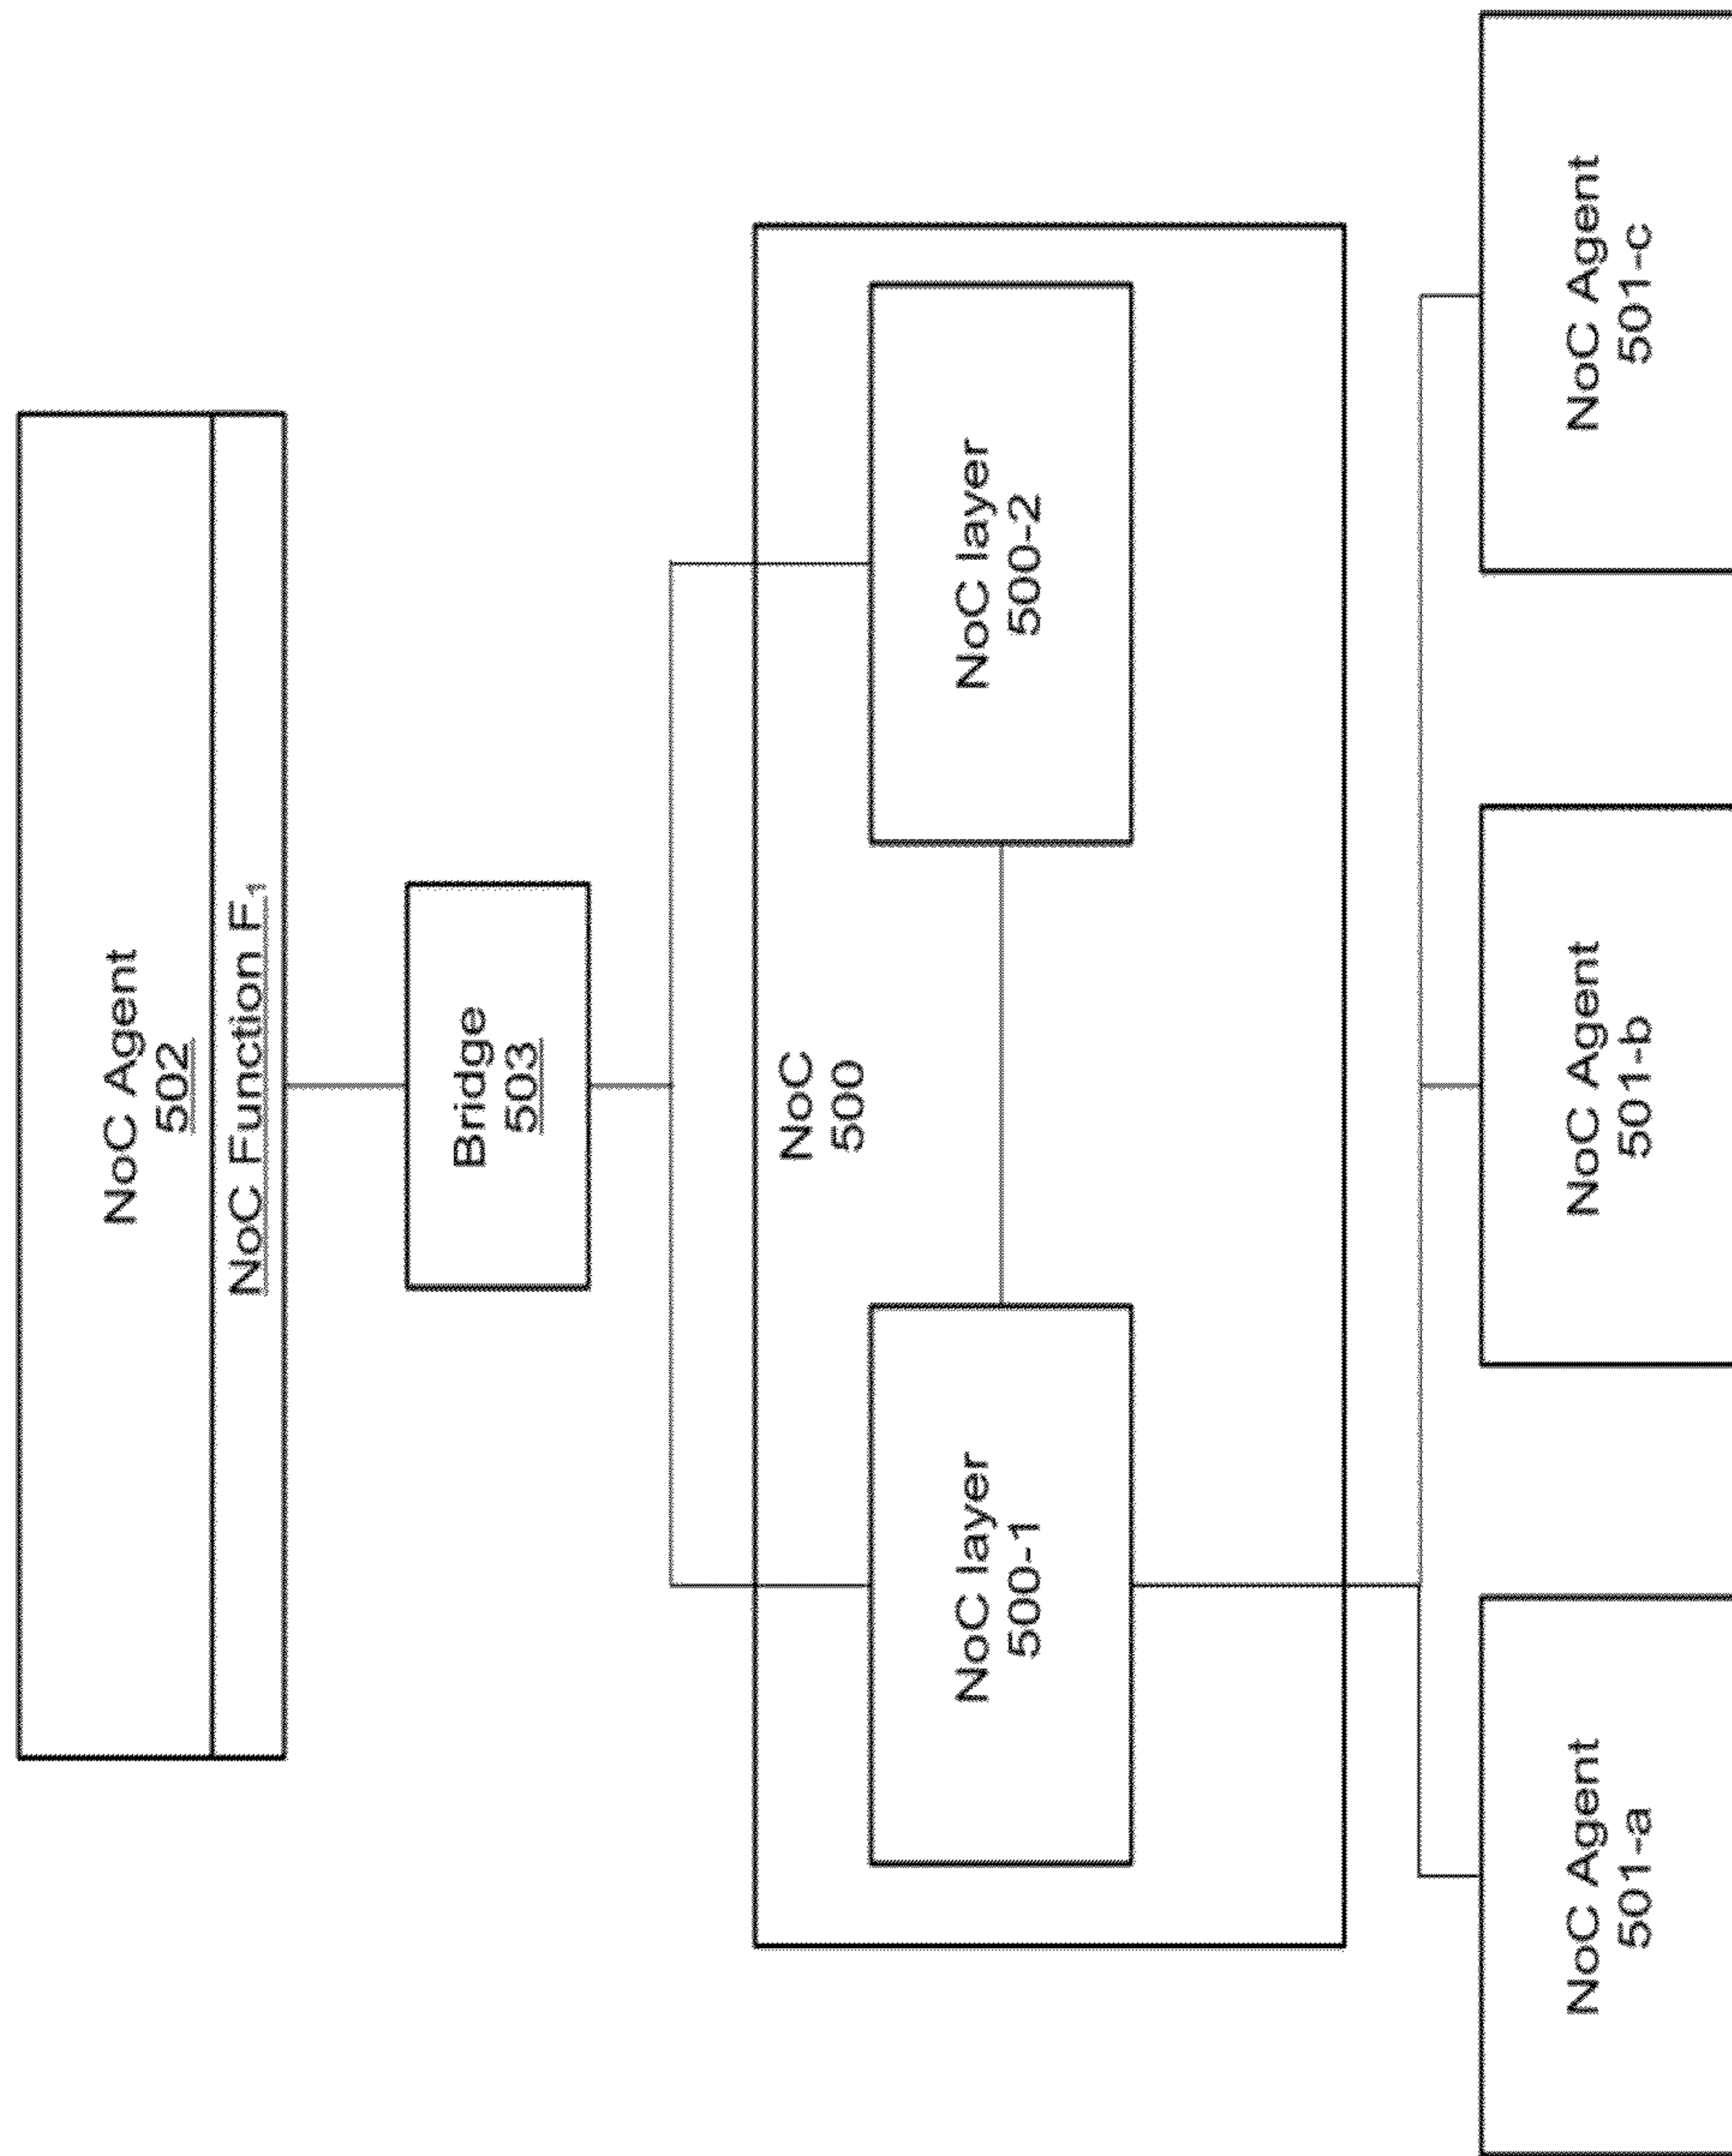 NoC Agent
502
NoC Function F₁
Bridge
503
NoC
500
NoC layer
500-1
NoC layer
500-2
NoC Agent
501-a
NoC Agent
501-b
NoC Agent
501-c